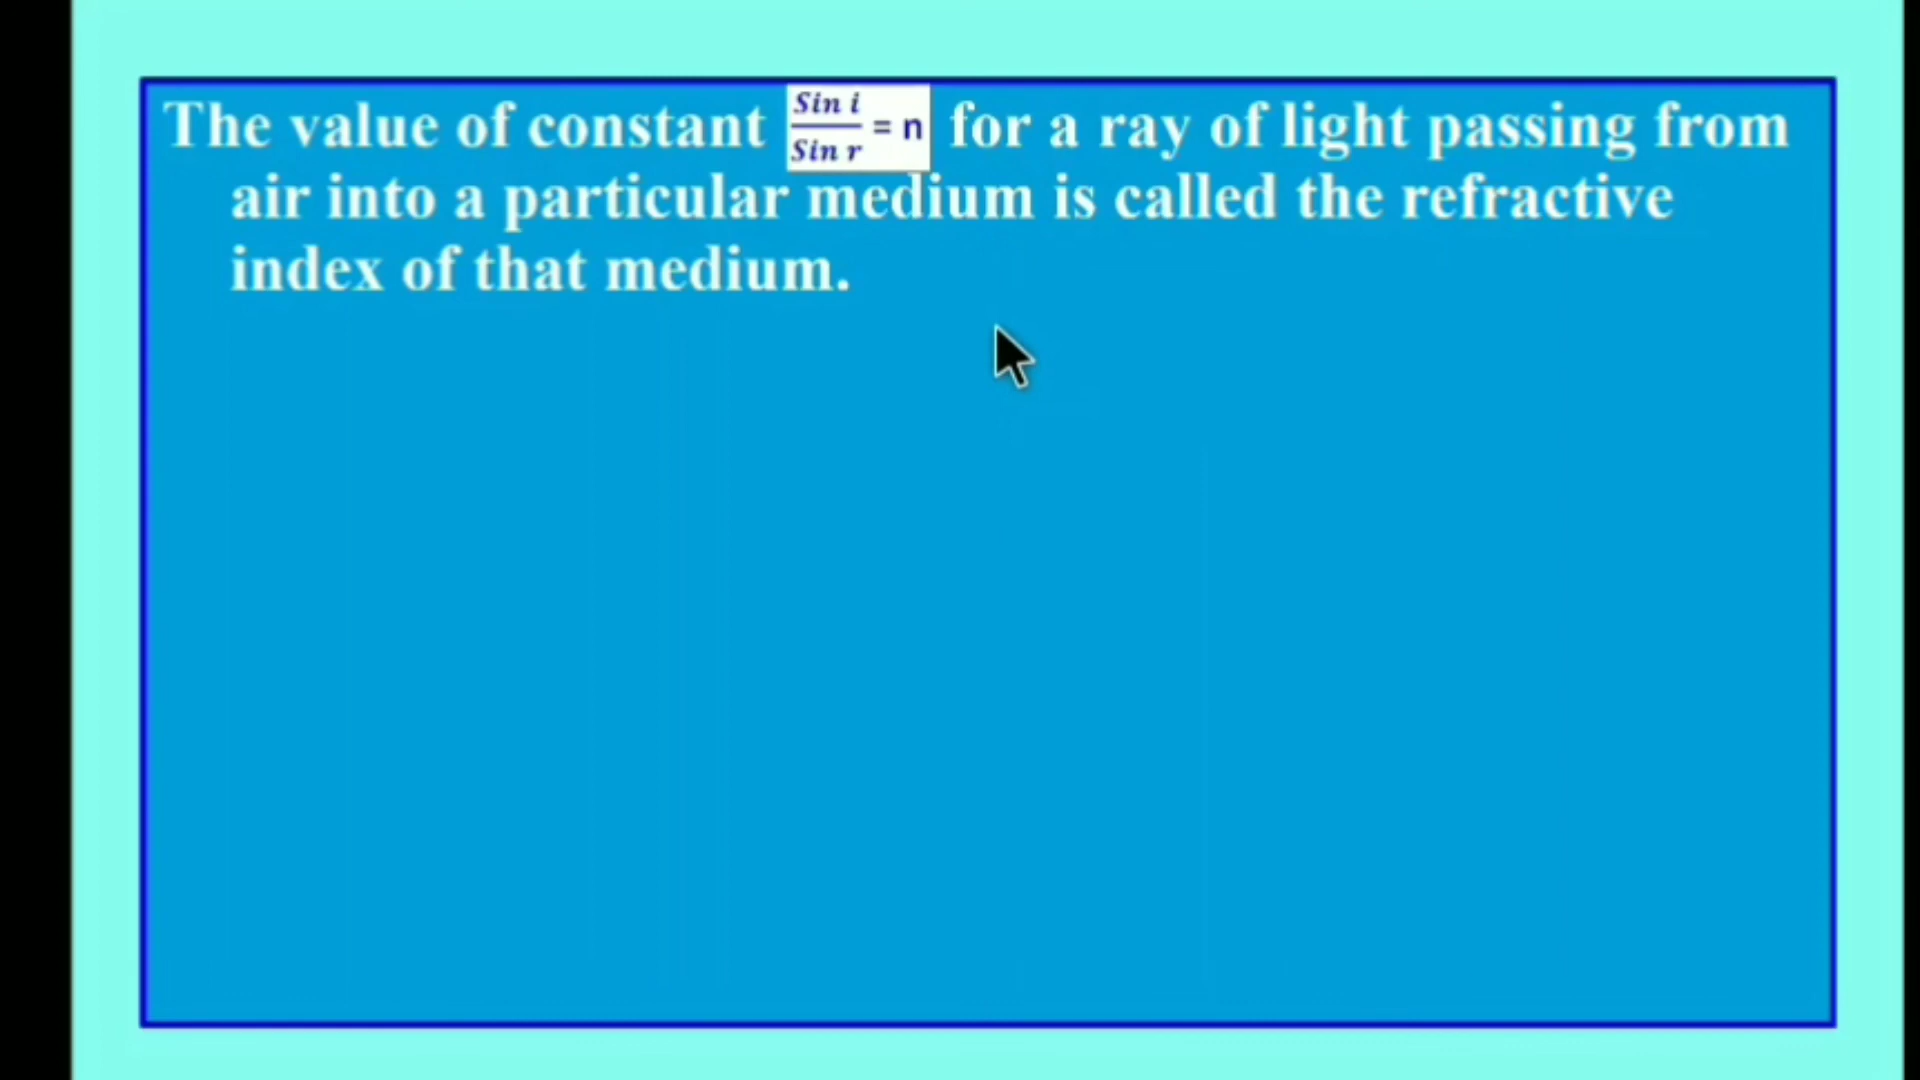 The value of constant Sin i / Sin r = n for a ray of light passing from
air into a particular medium is called the refractive
index of that medium.